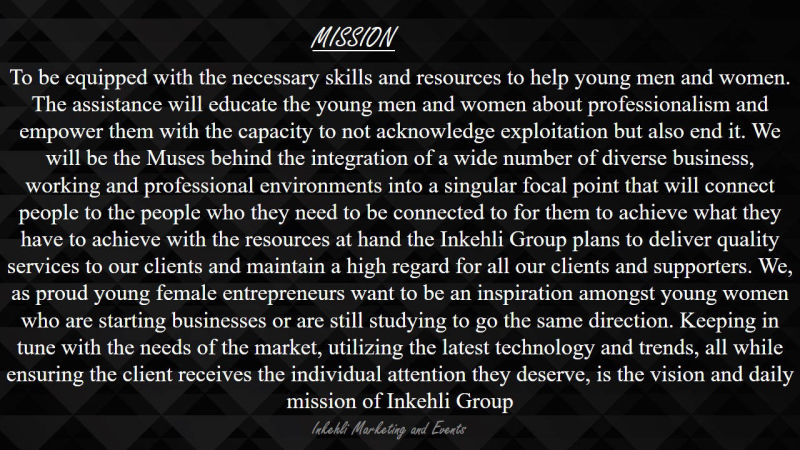 MISSION
To be equipped with the necessary skills and resources to help young men and women.
The assistance will educate the young men and women about professionalism and
empower them with the capacity to not acknowledge exploitation but also end it. We
will be the Muses behind the integration of a wide number of diverse business,
working and professional environments into a singular focal point that will connect
people to the people who they need to be connected to for them to achieve what they
have to achieve with the resources at hand the Inkehli Group plans to deliver quality
services to our clients and maintain a high regard for all our clients and supporters. We,
as proud young female entrepreneurs want to be an inspiration amongst young women
who are starting businesses or are still studying to go the same direction. Keeping in
tune with the needs of the market, utilizing the latest technology and trends, all while
ensuring the client receives the individual attention they deserve, is the vision and daily
mission of Inkehli Group
Inkehli Marketing and Events